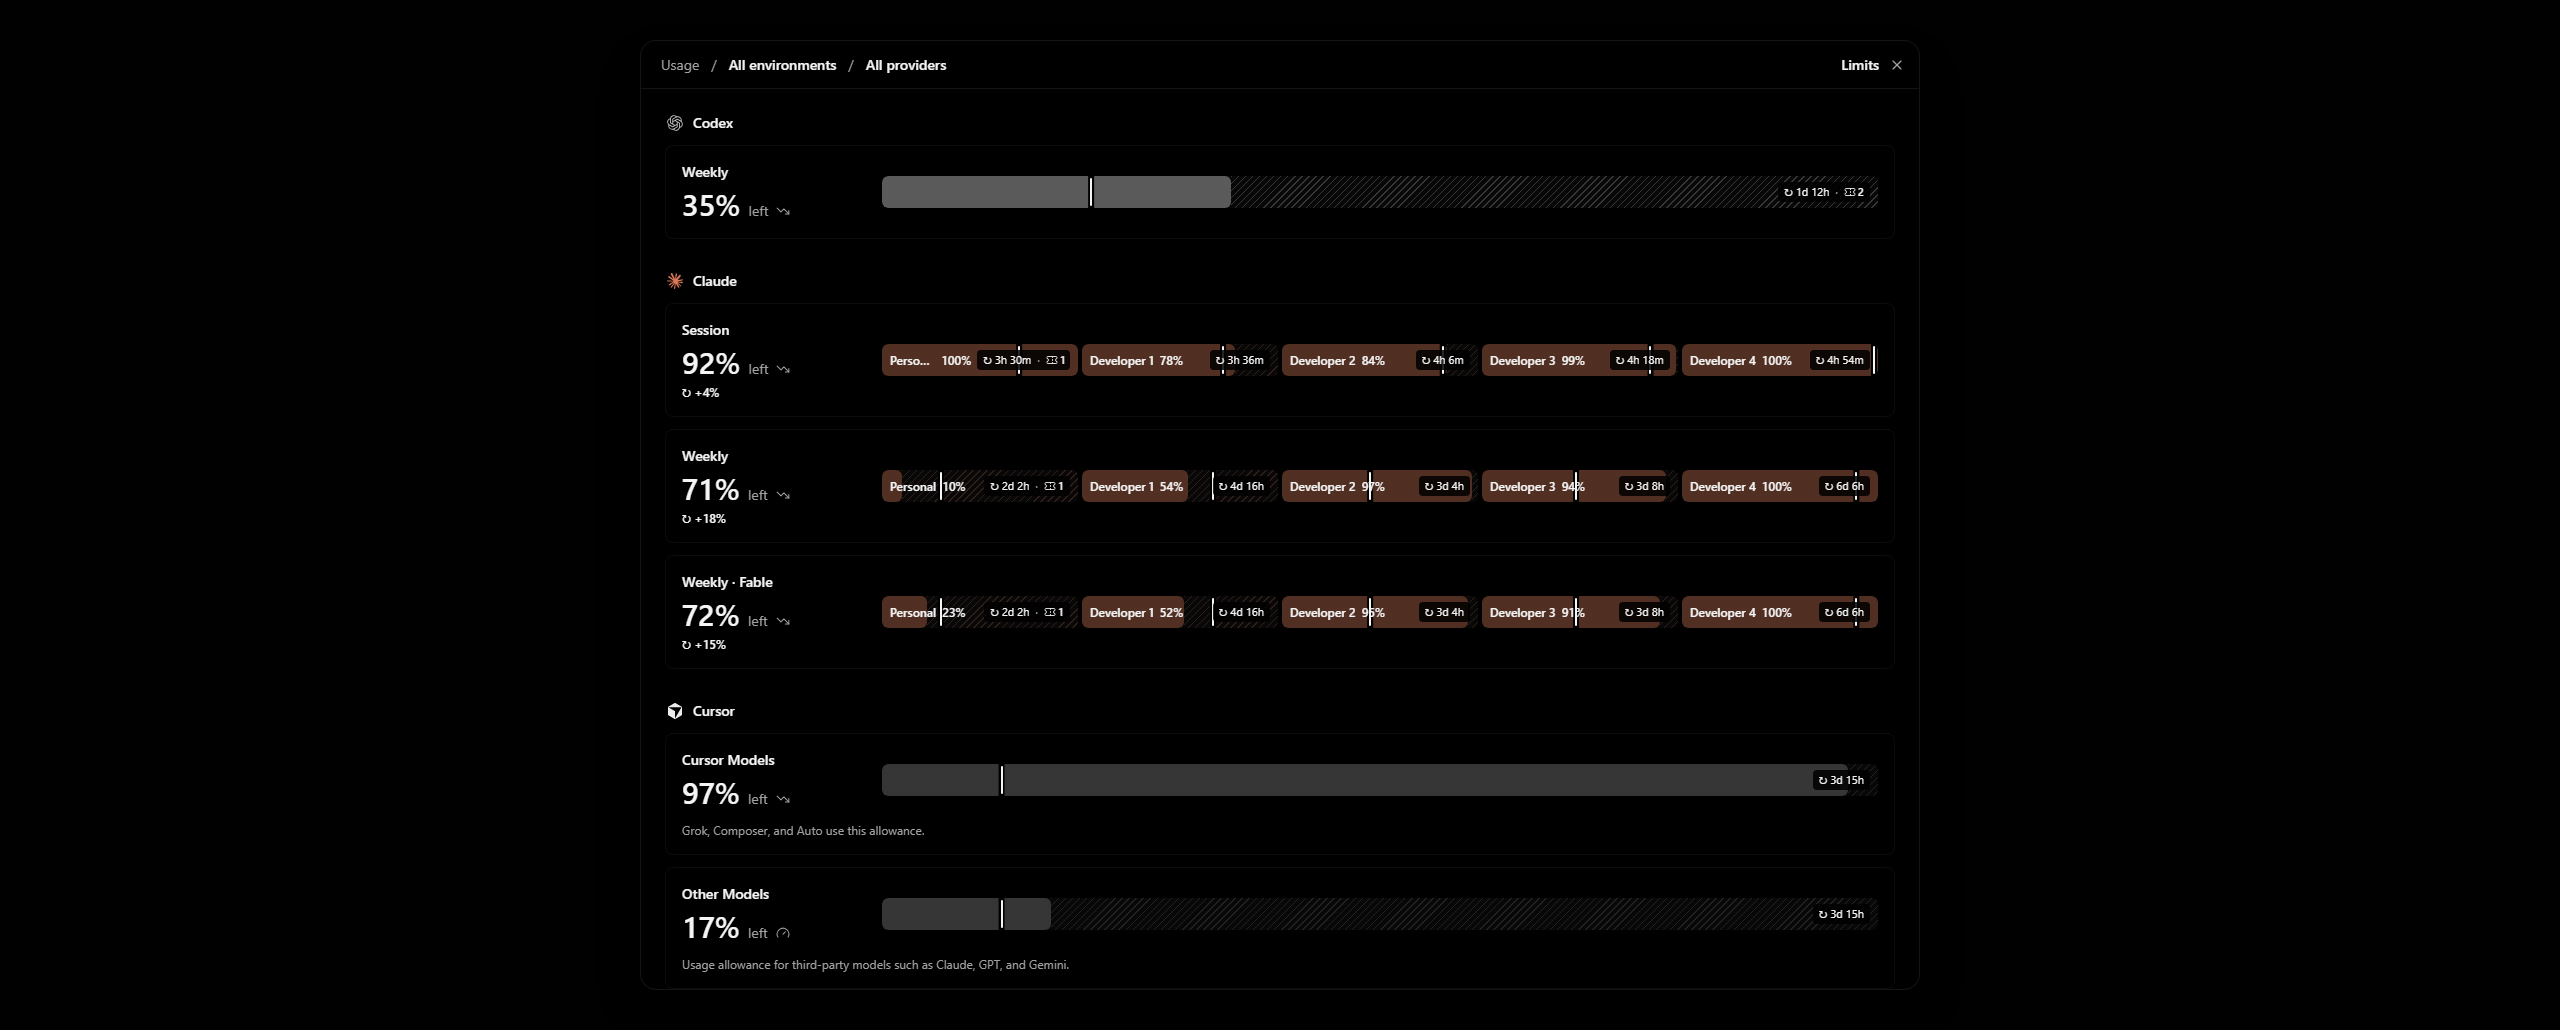 Usage / All environments / All providers Limits
Codex
Weekly
35% left
1d 12h · 2
Claude
Session
92% left
+4%
Perso... 100% 3h 30m · 1
Developer 1 78% 3h 36m
Developer 2 84% 4h 6m
Developer 3 99% 4h 18m
Developer 4 100% 4h 54m
Weekly
71% left
+18%
Personal 10% 2d 2h · 1
Developer 1 54% 4d 16h
Developer 2 97% 3d 4h
Developer 3 94% 3d 8h
Developer 4 100% 6d 6h
Weekly · Fable
72% left
+15%
Personal 23% 2d 2h · 1
Developer 1 52% 4d 16h
Developer 2 3d 4h
Developer 3 91% 3d 8h
Developer 4 100% 6d 6h
Cursor
Cursor Models
97% left
3d 15h
Grok, Composer, and Auto use this allowance.
Other Models
17% left
3d 15h
Usage allowance for third-party models such as Claude, GPT, and Gemini.